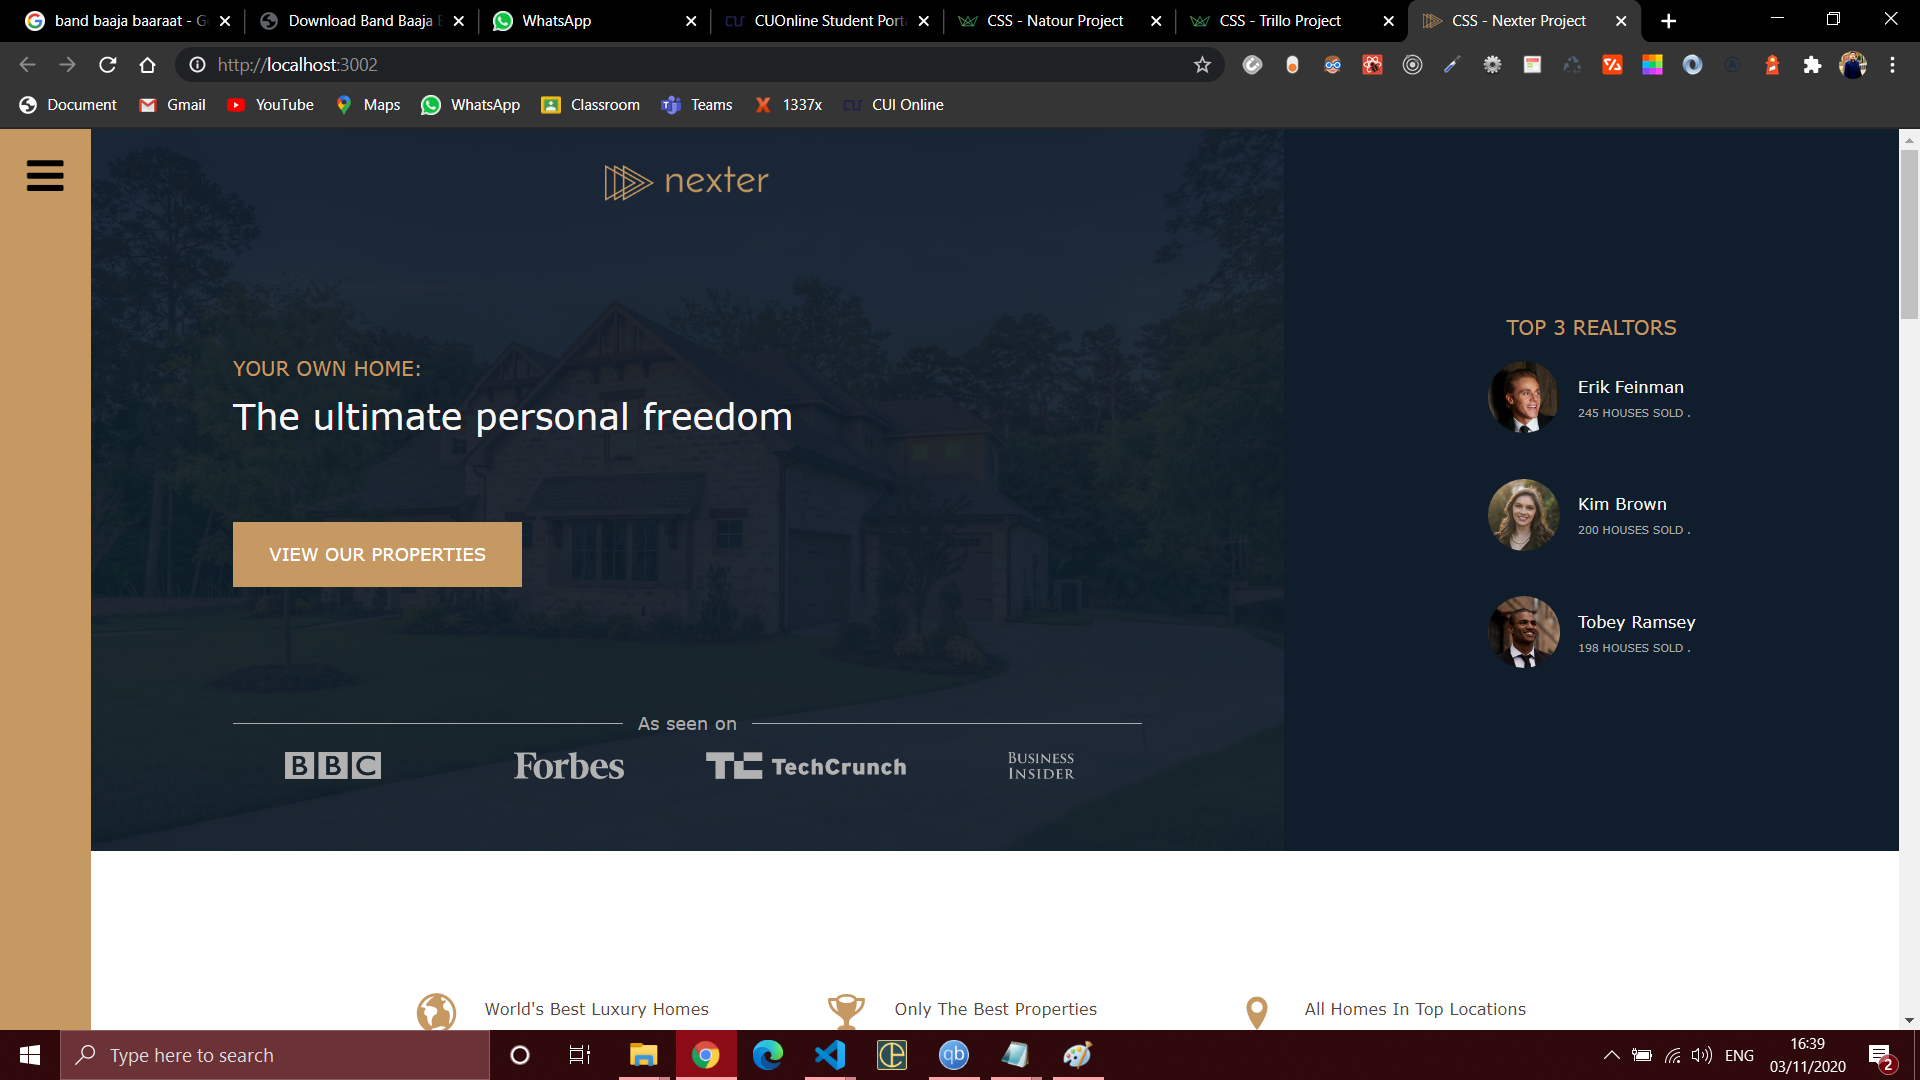 band baaja baaraat - G
Download Band Baaja
WhatsApp
CUOnline Student Port
CSS - Natour Project
CSS - Trillo Project
CSS - Nexter Project
http://localhost:3002
Document
Gmail
YouTube
Maps
WhatsApp
Classroom
Teams
1337x
CUI Online
nexter
YOUR OWN HOME:
The ultimate personal freedom
VIEW OUR PROPERTIES
As seen on
BBC
Forbes
TC TechCrunch
BUSINESS
INSIDER
TOP 3 REALTORS
Erik Feinman
245 HOUSES SOLD .
Kim Brown
200 HOUSES SOLD .
Tobey Ramsey
198 HOUSES SOLD .
World's Best Luxury Homes
Only The Best Properties
All Homes In Top Locations
Type here to search
qb
ENG
16:39
03/11/2020
2